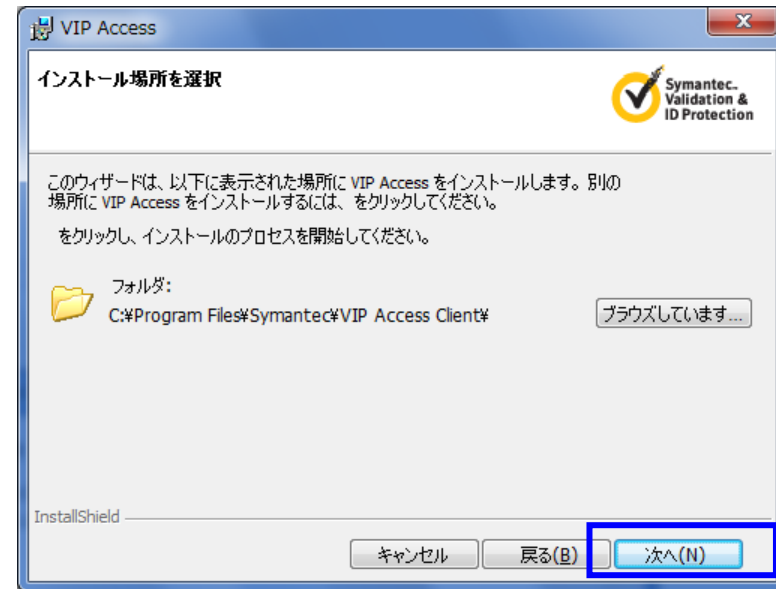 VIP Access
インストール場所を選択
Symantec.
Validation &
ID Protection
このウィザードは、以下に表示された場所に VIP Access をインストールします。別の
場所に VIP Access をインストールするには、 をクリックしてください。
をクリックし、インストールのプロセスを開始してください。
フォルダ:
C:¥Program Files¥Symantec¥VIP Access Client¥
ブラウズしています...
InstallShield
キャンセル
戻る(B)
次へ(N)